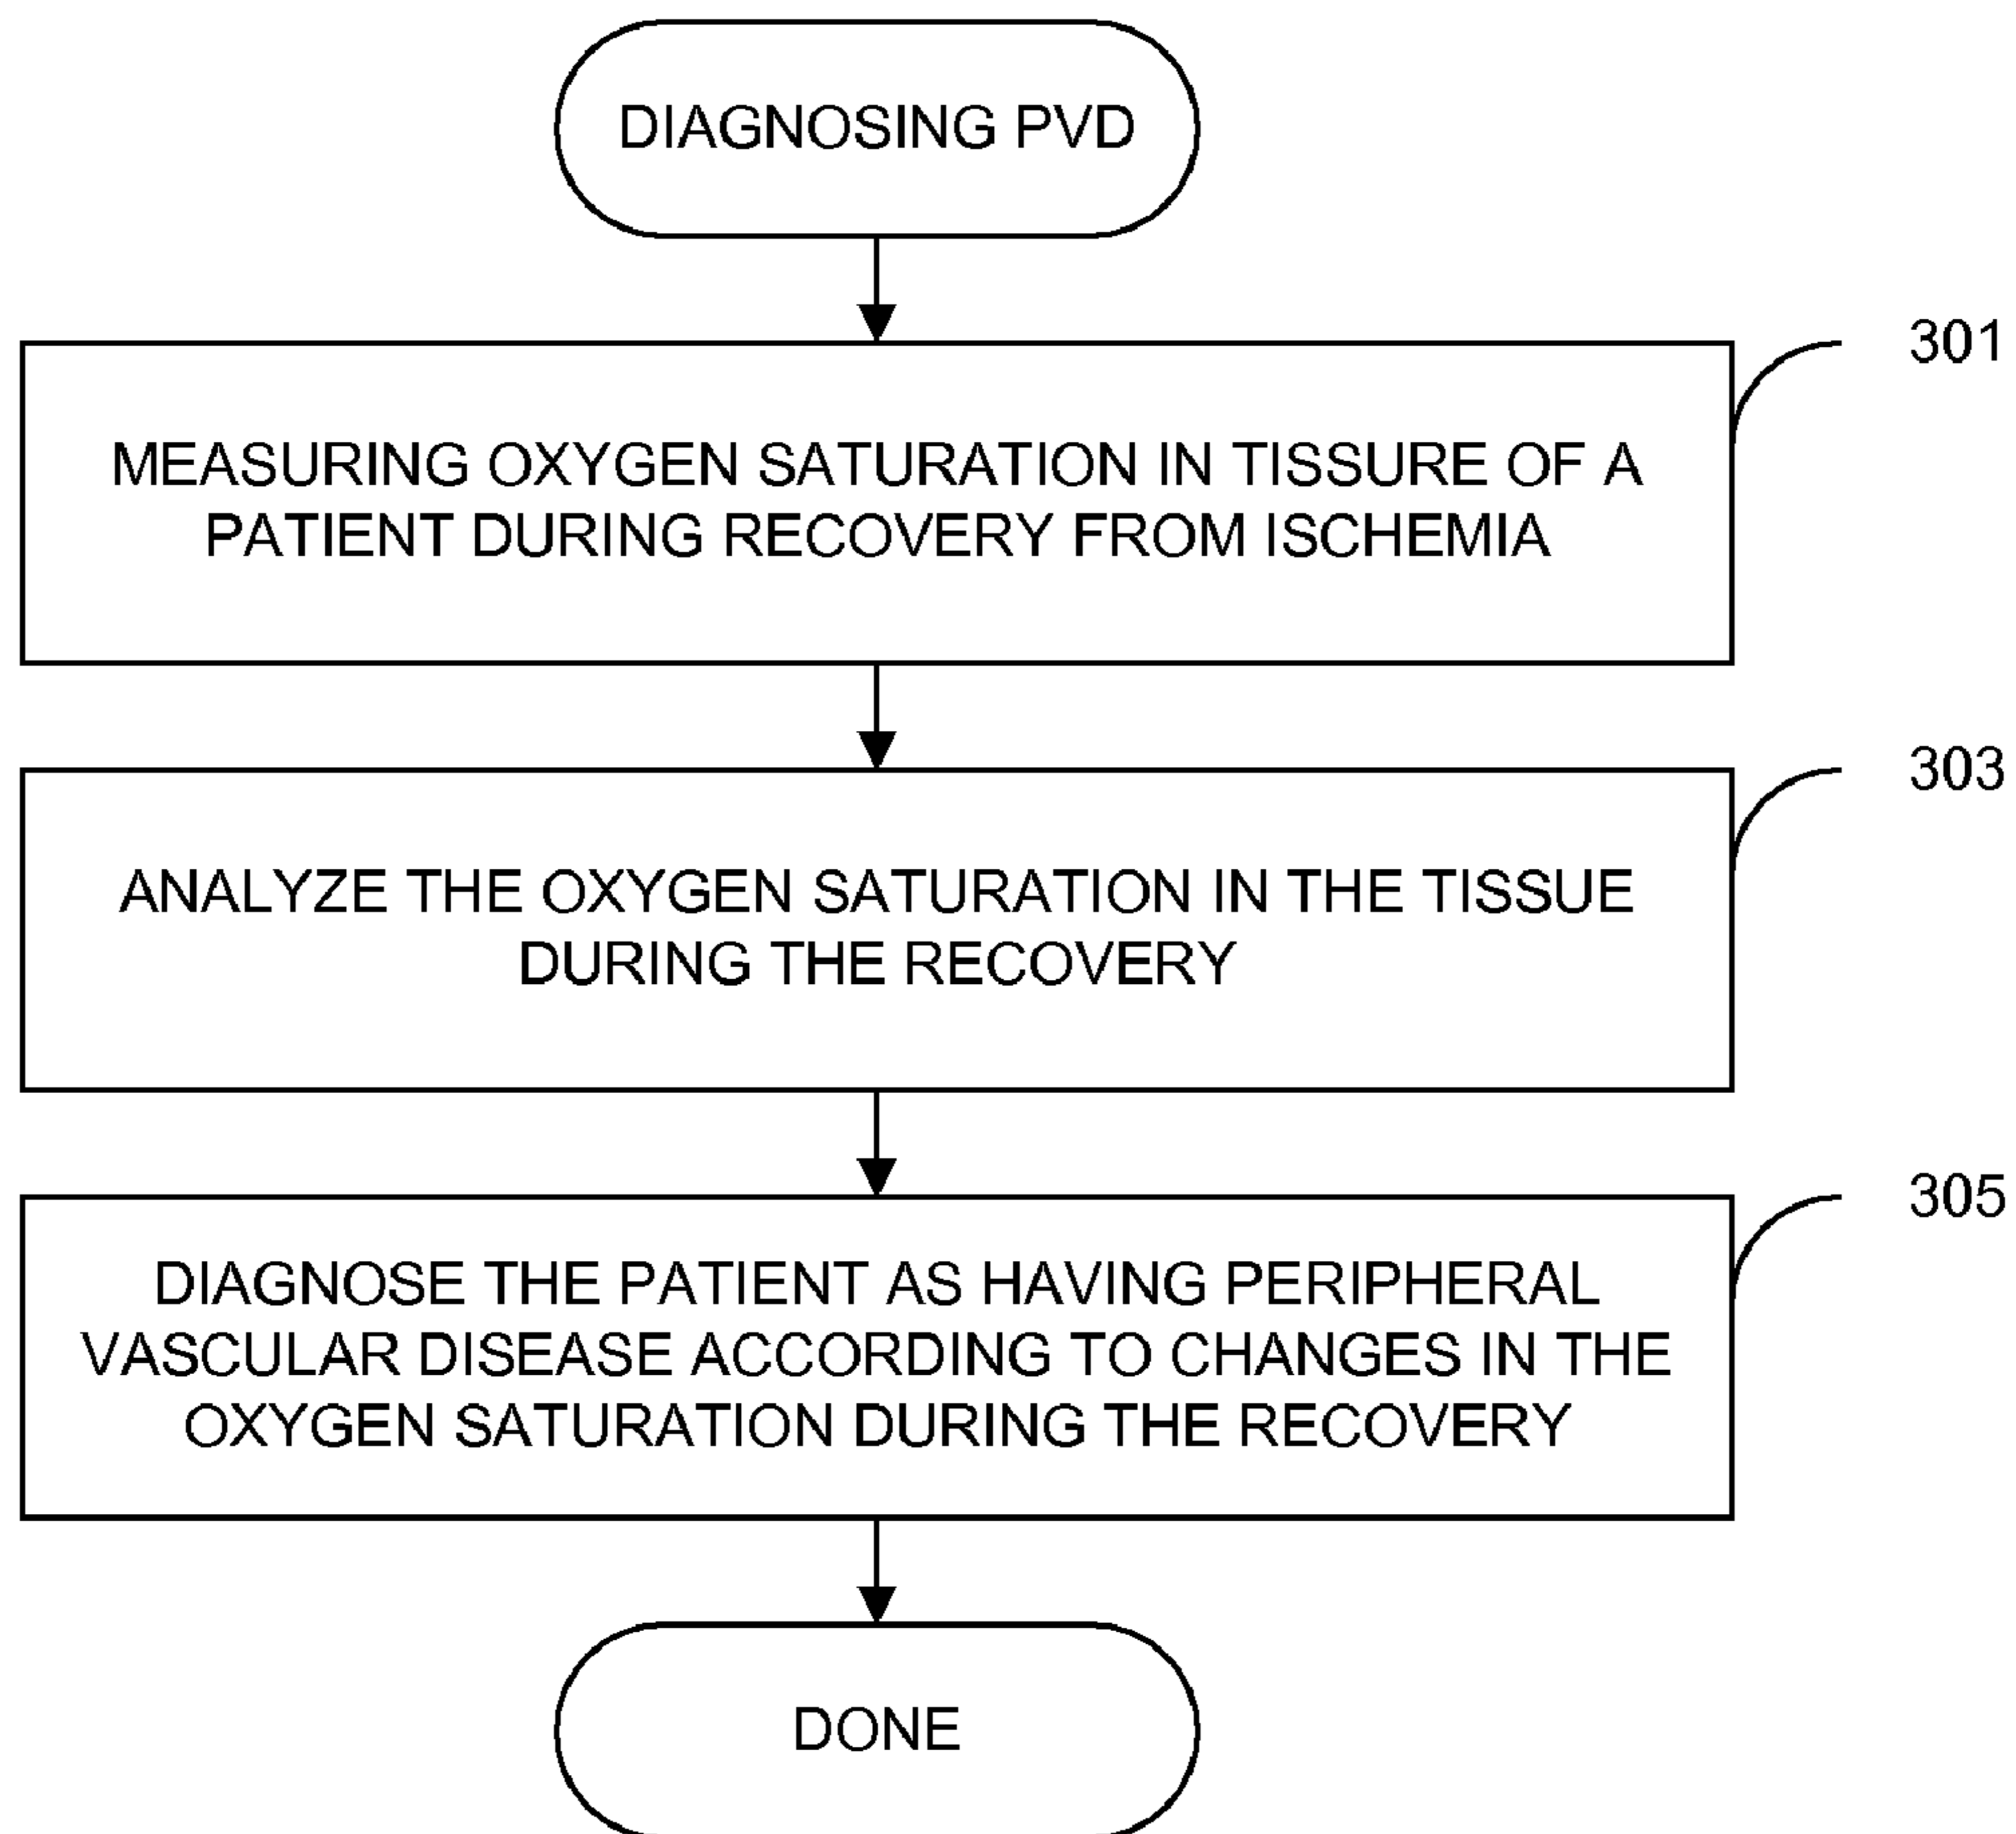 DIAGNOSING PVD
301
MEASURING OXYGEN SATURATION IN TISSURE OF A
PATIENT DURING RECOVERY FROM ISCHEMIA
303
ANALYZE THE OXYGEN SATURATION IN THE TISSUE
DURING THE RECOVERY
305
DIAGNOSE THE PATIENT AS HAVING PERIPHERAL
VASCULAR DISEASE ACCORDING TO CHANGES IN THE
OXYGEN SATURATION DURING THE RECOVERY
DONE